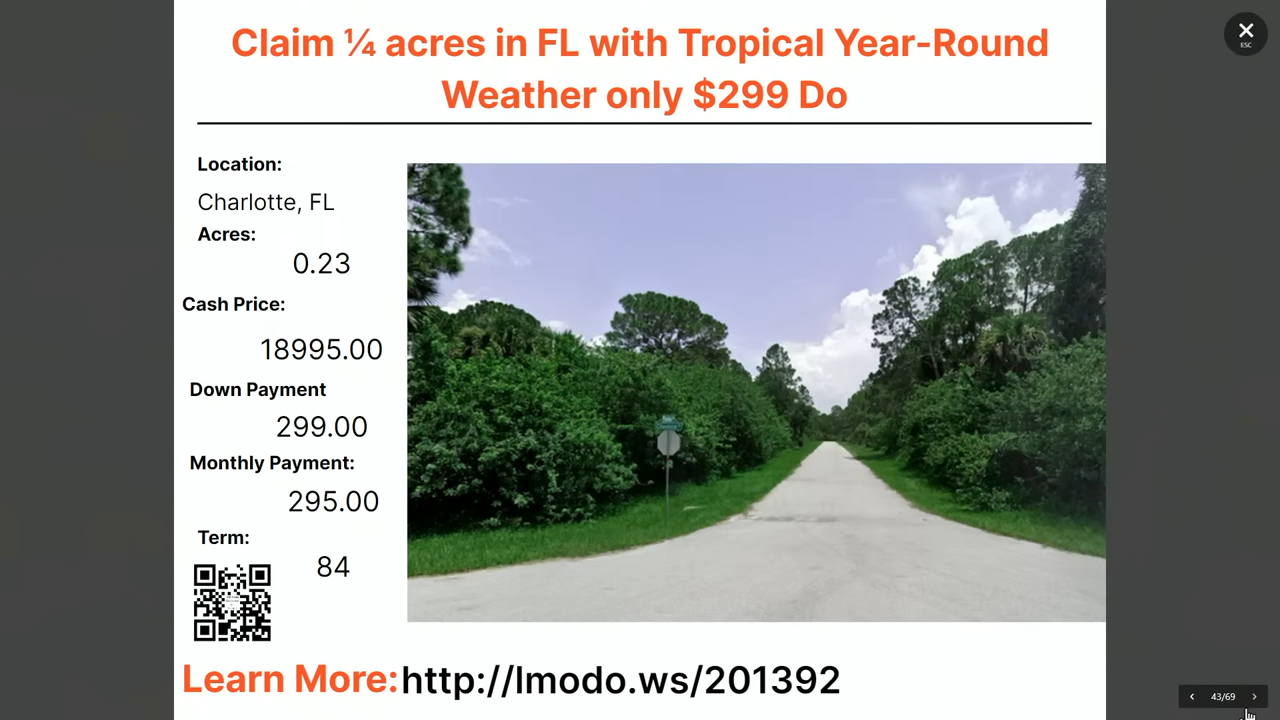 Claim ¼ acres in FL with Tropical Year-Round
Weather only $299 Do
Location:
Charlotte, FL
Acres:
0.23
Cash Price:
18995.00
Down Payment
299.00
Monthly Payment:
295.00
Term:
84
Learn More:http://lmodo.ws/201392
ESC
43/69